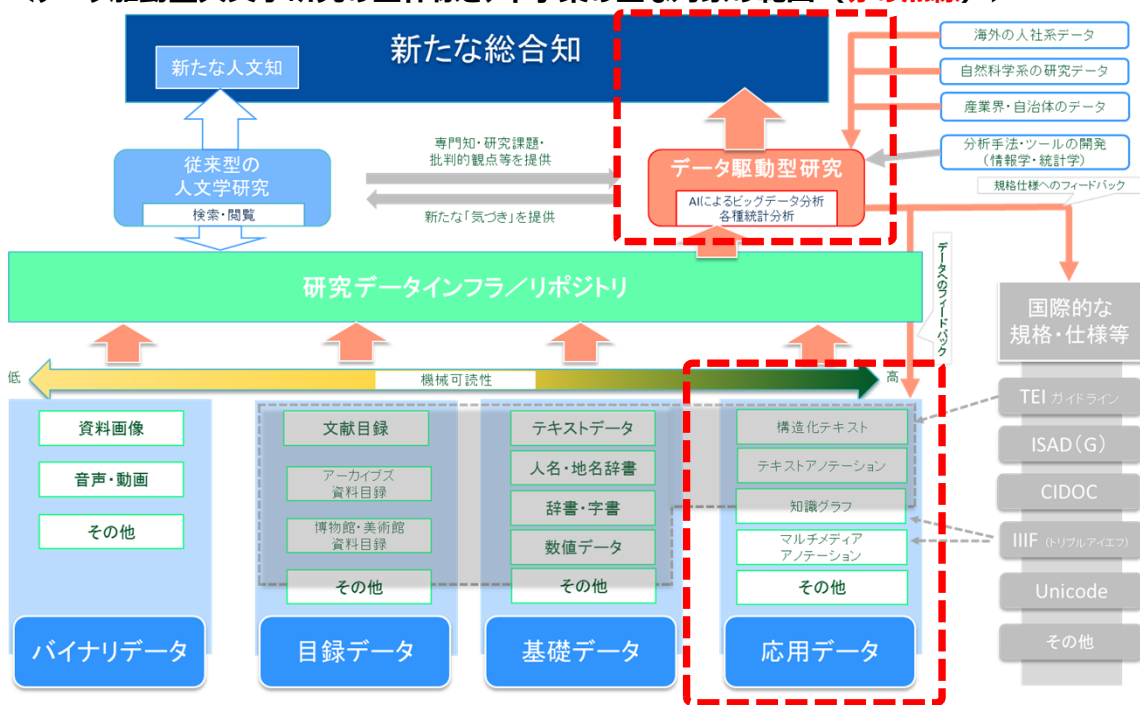 新たな総合知
新たな人文知
海外の人社系データ
自然科学系の研究データ
産業界・自治体のデータ
分析手法・ツールの開発
(情報学・統計学)
従来型の
人文学研究
検索・閲覧
専門知・研究課題・
批判的観点等を提供
新たな「気づき」を提供
データ駆動型研究
AIによるビッグデータ分析
各種統計分析
規格仕様へのフィードバック
研究データインフラ/リポジトリ
データへのフィードバック
国際的な
規格・仕様等
低
機械可読性
高
資料画像
音声・動画
その他
バイナリデータ
文献目録
アーカイブズ
資料目録
博物館・美術館
資料目録
その他
目録データ
テキストデータ
人名・地名辞書
辞書・字書
数値データ
その他
基礎データ
構造化テキスト
テキストアノテーション
知識グラフ
マルチメディア
アノテーション
その他
応用データ
TEI ガイドライン
ISAD(G)
CIDOC
IIIF (トリプルアイエフ)
Unicode
その他